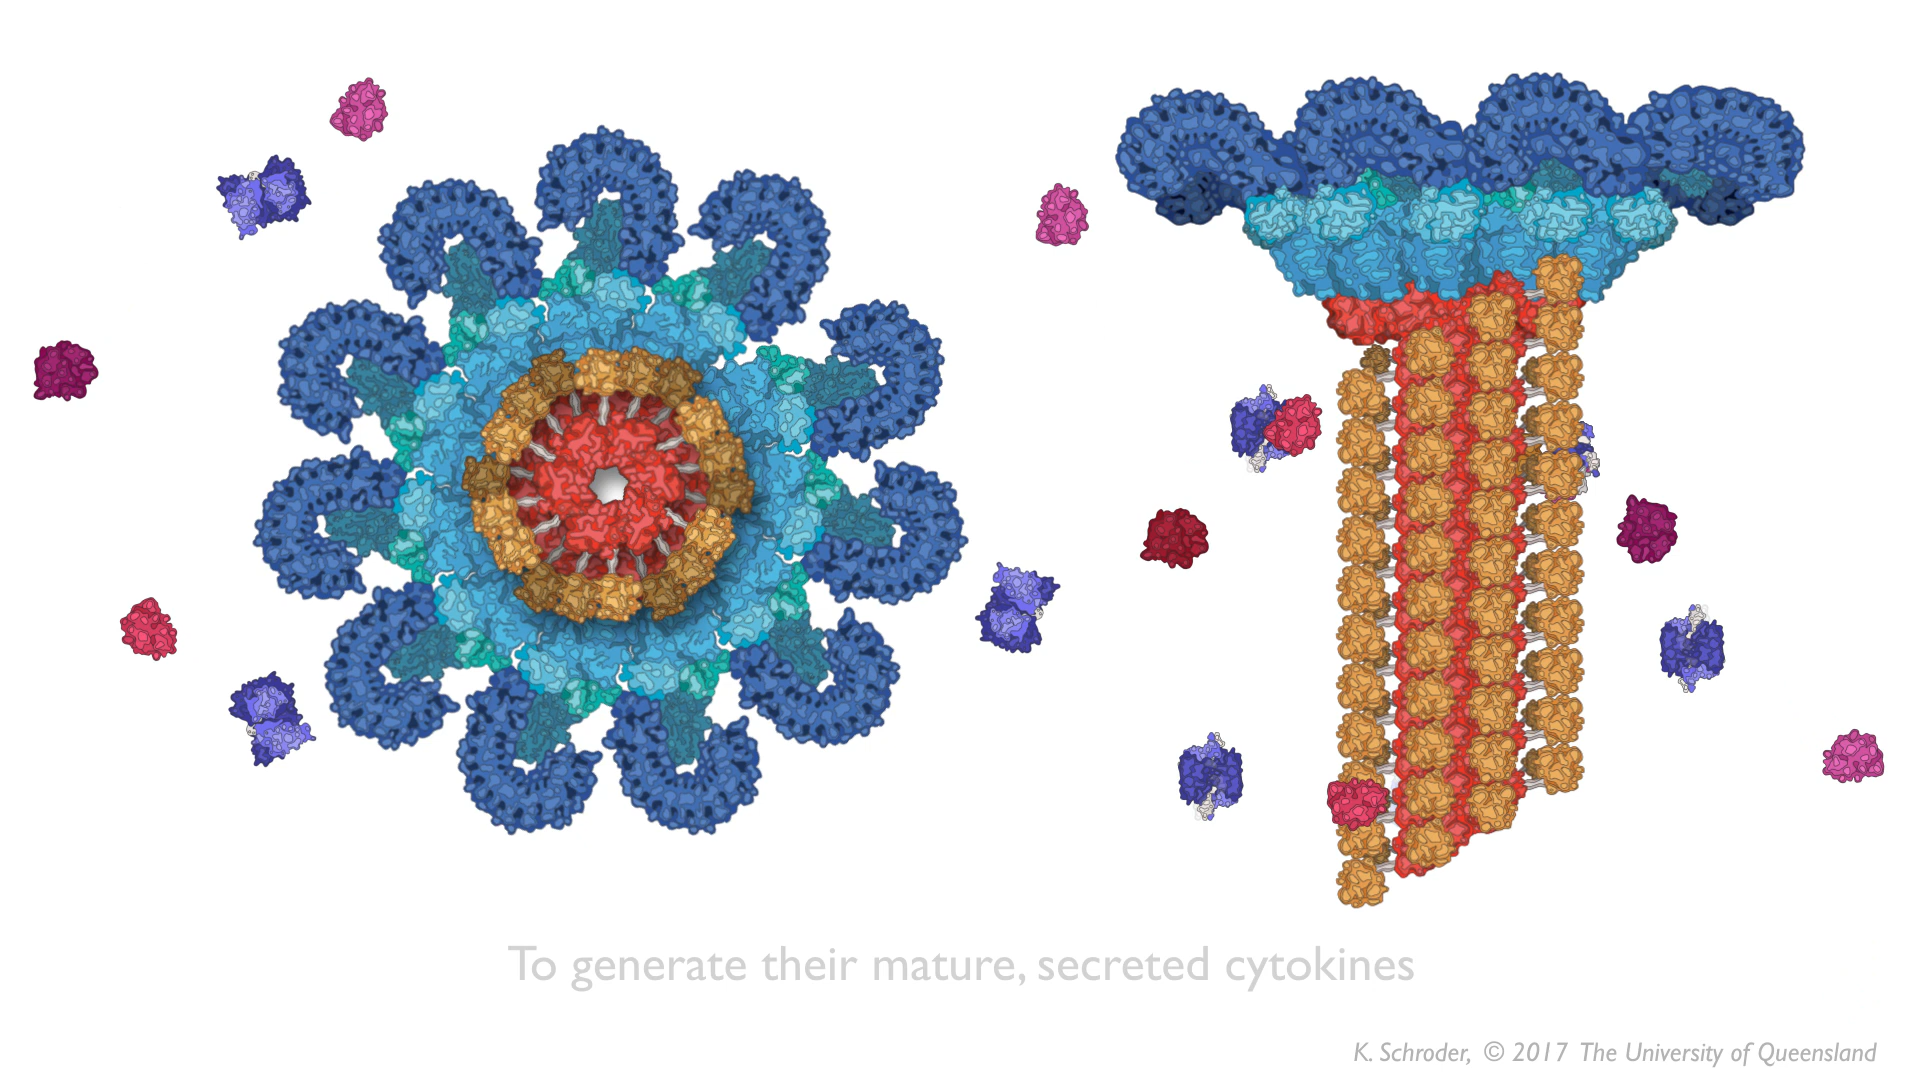 To generate their mature, secreted cytokines
K. Schroder, © 2017 The University of Queensland